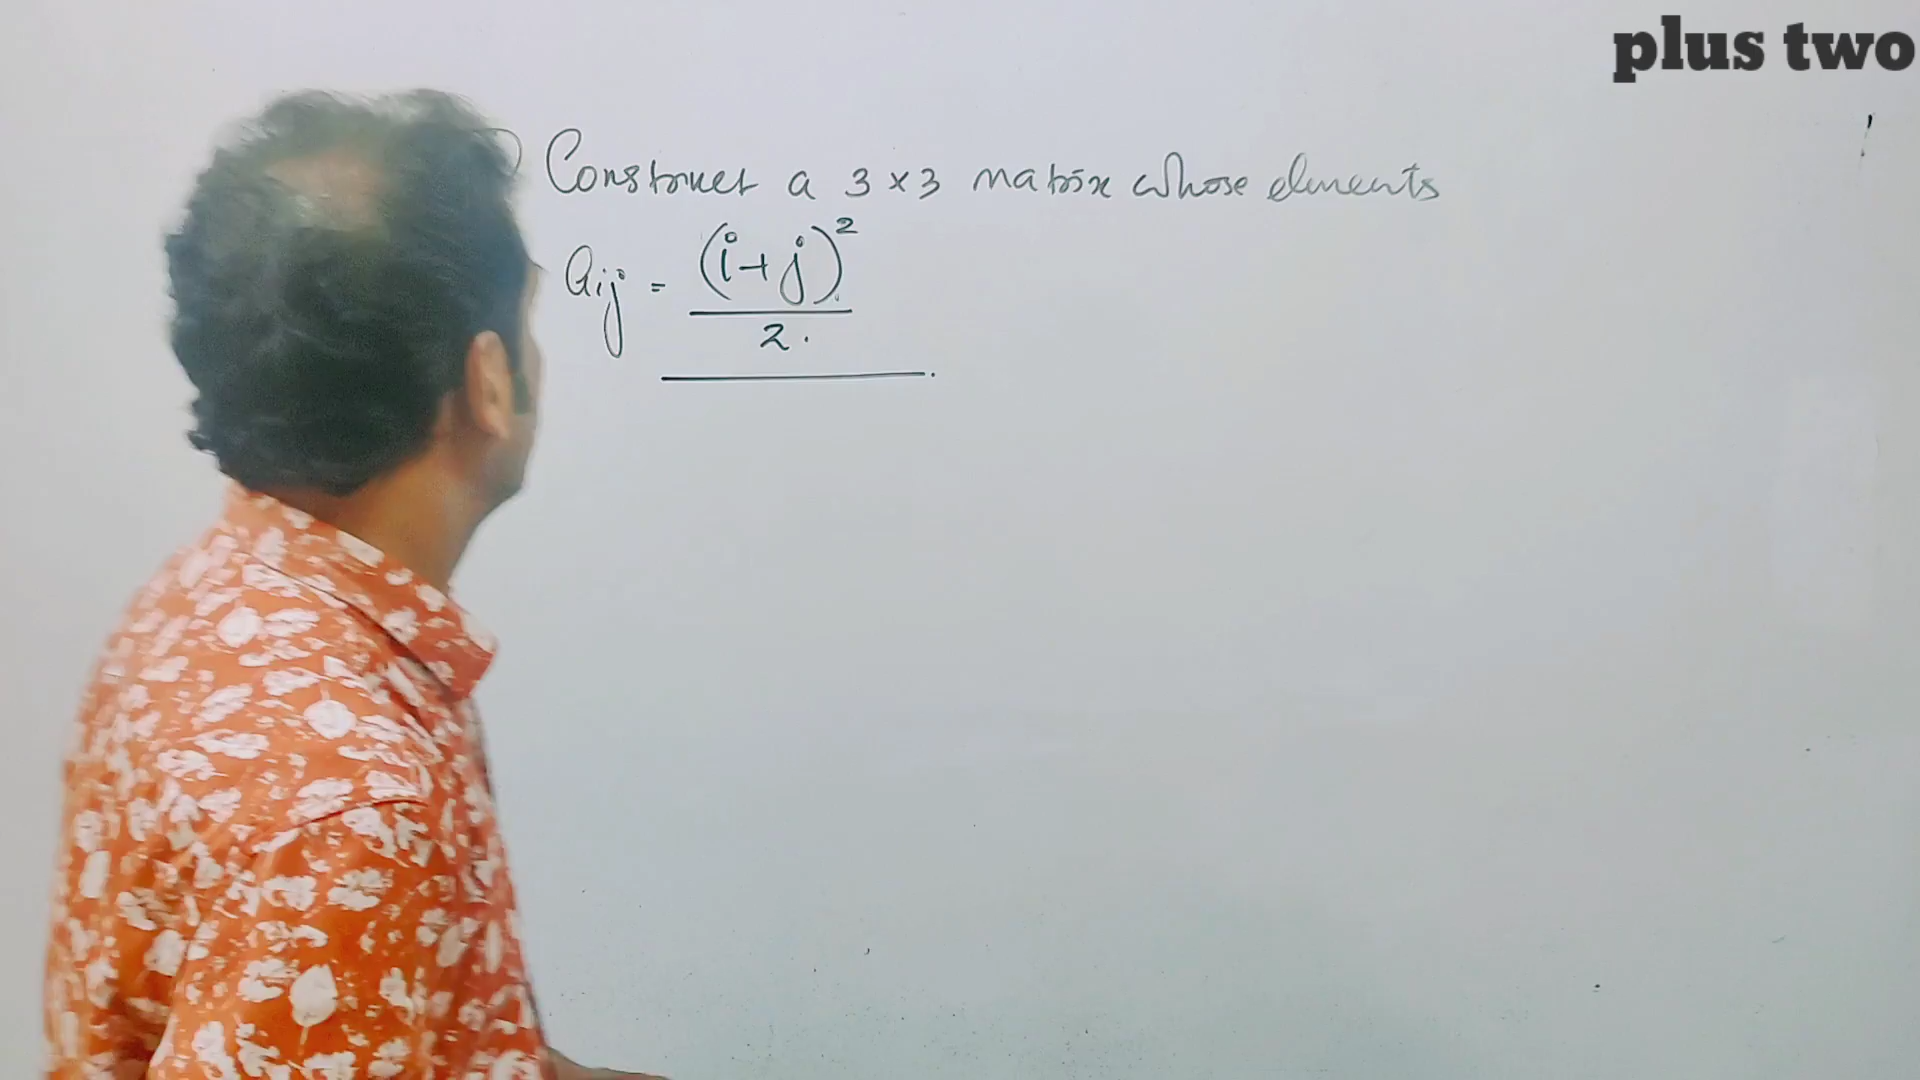 plus two
Construct a 3×3 matrix whose elements
aij = (i+j)²
2.